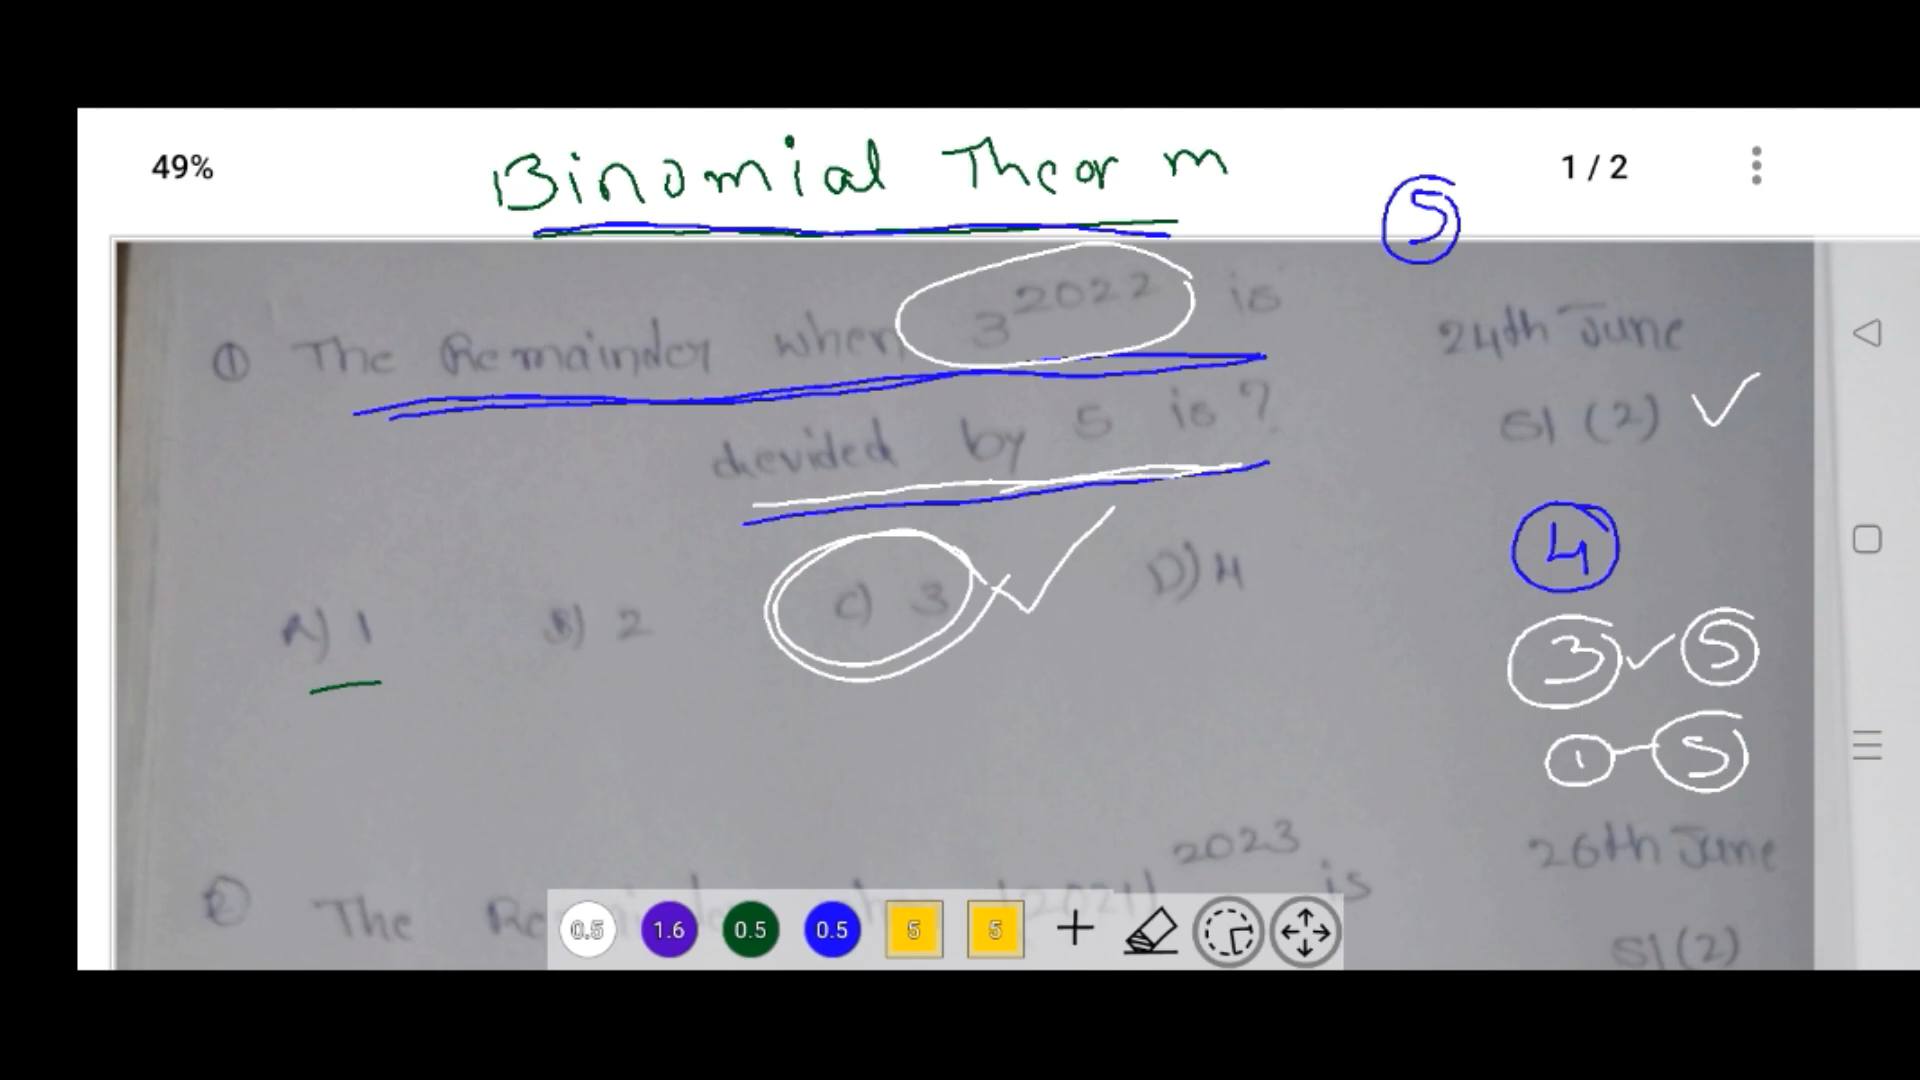 49%
Binomial Theorm
1 / 2
5
① The Remainder when 3^2022 is
devided by 5 is ?
24th June
S1 (2) ✓
A) 1 B) 2 C) 3 D) 4
4
3 ✓ 5
1 - 5
② The 2023 is
26th June
S1 (2)
0.5 1.6 0.5 0.5 5 5